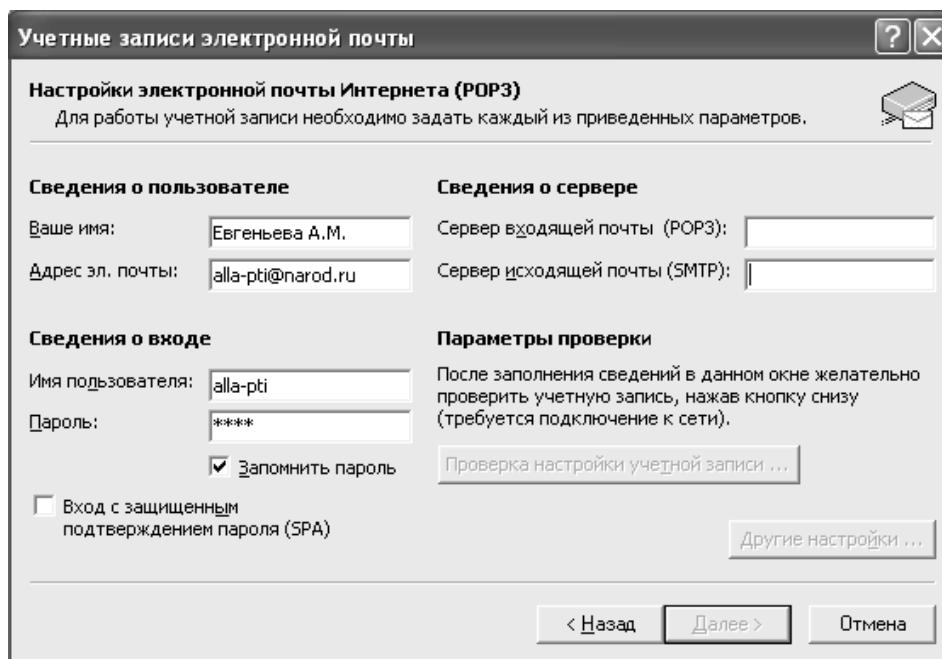 Учетные записи электронной почты
Настройки электронной почты Интернета (POP3)
Для работы учетной записи необходимо задать каждый из приведенных параметров.
Сведения о пользователе
Ваше имя: Евгеньева А.М.
Адрес эл. почты: alla-pti@narod.ru
Сведения о входе
Имя пользователя: alla-pti
Пароль: ****
Запомнить пароль
Вход с защищенным
подтверждением пароля (SPA)
Сведения о сервере
Сервер входящей почты (POP3):
Сервер исходящей почты (SMTP):
Параметры проверки
После заполнения сведений в данном окне желательно
проверить учетную запись, нажав кнопку снизу
(требуется подключение к сети).
Проверка настройки учетной записи ...
Другие настройки ...
< Назад
Далее >
Отмена